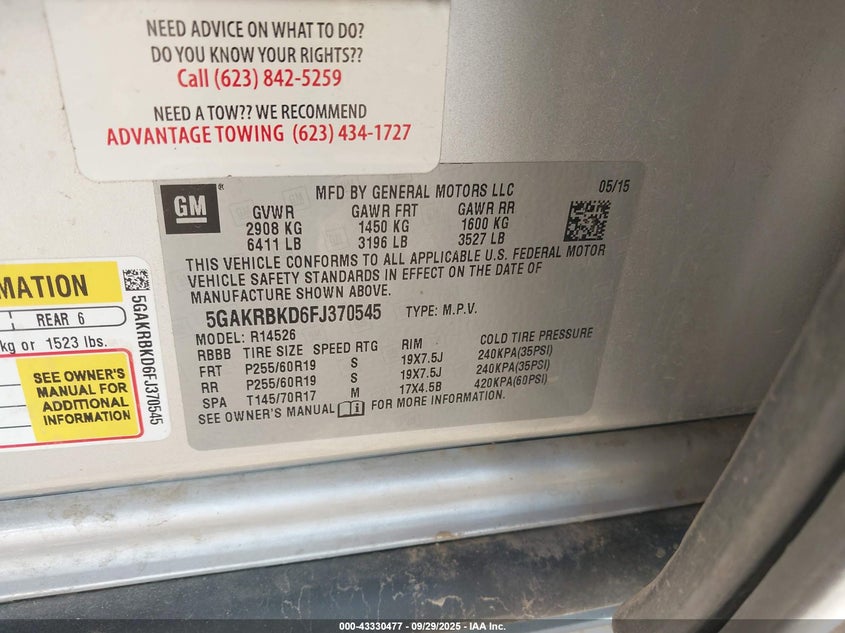 NEED ADVICE ON WHAT TO DO?
DO YOU KNOW YOUR RIGHTS??
Call (623) 842-5259
NEED A TOW?? WE RECOMMEND
ADVANTAGE TOWING (623) 434-1727
GM ®
MFD BY GENERAL MOTORS LLC 05/15
GVWR GAWR FRT GAWR RR
2908 KG 1450 KG 1600 KG
6411 LB 3196 LB 3527 LB
THIS VEHICLE CONFORMS TO ALL APPLICABLE U.S. FEDERAL MOTOR
VEHICLE SAFETY STANDARDS IN EFFECT ON THE DATE OF
MANUFACTURE SHOWN ABOVE.
5GAKRBKD6FJ370545 TYPE: M.P.V.
MODEL: R14526
RBBB TIRE SIZE SPEED RTG RIM COLD TIRE PRESSURE
FRT P255/60R19 S 19X7.5J 240KPA(35PSI)
RR P255/60R19 S 19X7.5J 240KPA(35PSI)
SPA T145/70R17 M 17X4.5B 420KPA(60PSI)
SEE OWNER'S MANUAL FOR MORE INFORMATION.
MATION
REAR 6
kg or 1523 lbs.
SEE OWNER'S
MANUAL FOR
ADDITIONAL
INFORMATION
5GAKRBKD6FJ370545
000-43330477 - 09/29/2025 - IAA Inc.